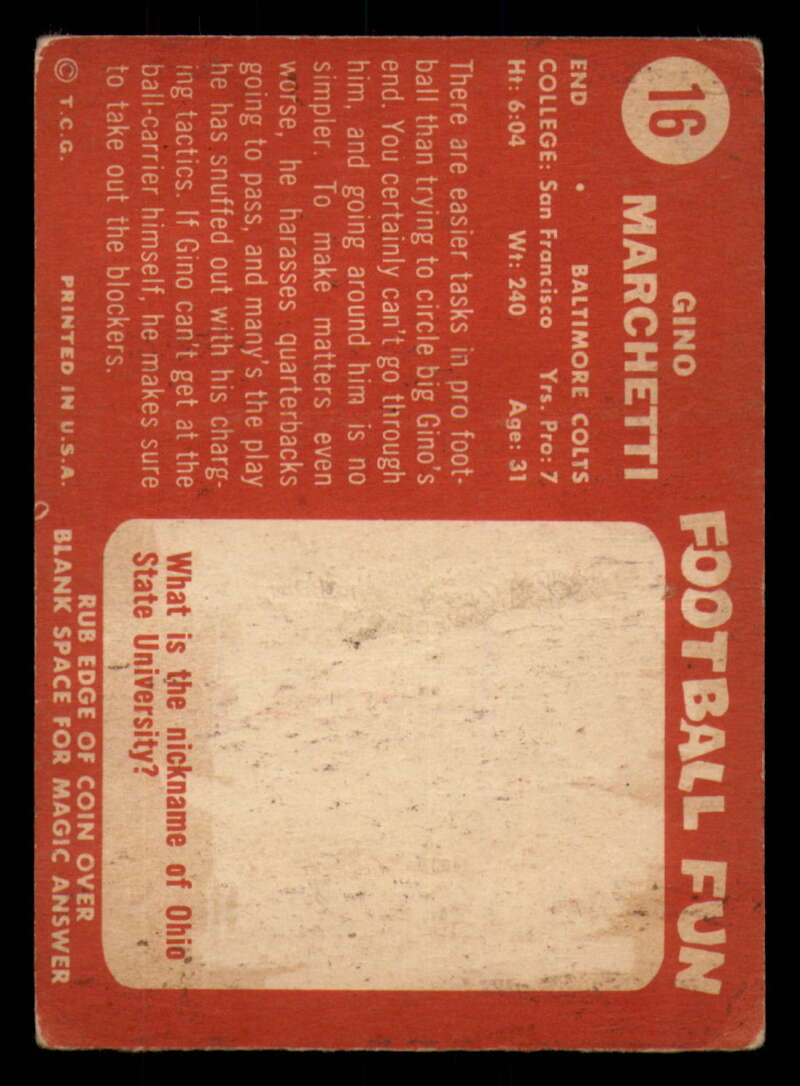 16
GINO
MARCHETTI
END • BALTIMORE COLTS
COLLEGE: San Francisco Yrs. Pro: 7
Ht: 6:04 Wt: 240 Age: 31
There are easier tasks in pro foot-
ball than trying to circle big Gino's
end. You certainly can't go through
him, and going around him is no
simpler. To make matters even
worse, he harasses quarterbacks
going to pass, and many's the play
he has snuffed out with his charg-
ing tactics. If Gino can't get at the
ball-carrier himself, he makes sure
to take out the blockers.
© T.C.G. PRINTED IN U.S.A.
FOOTBALL FUN
What is the nickname of Ohio
State University?
RUB EDGE OF COIN OVER
BLANK SPACE FOR MAGIC ANSWER